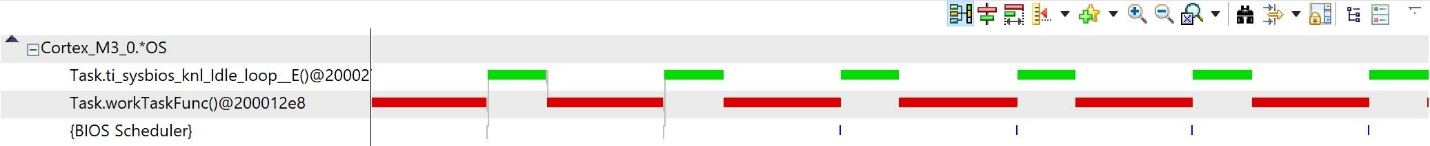 Cortex_M3_0.*OS
Task.ti_sysbios_knl_Idle_loop__E()@20002
Task.workTaskFunc()@200012e8
{BIOS Scheduler}